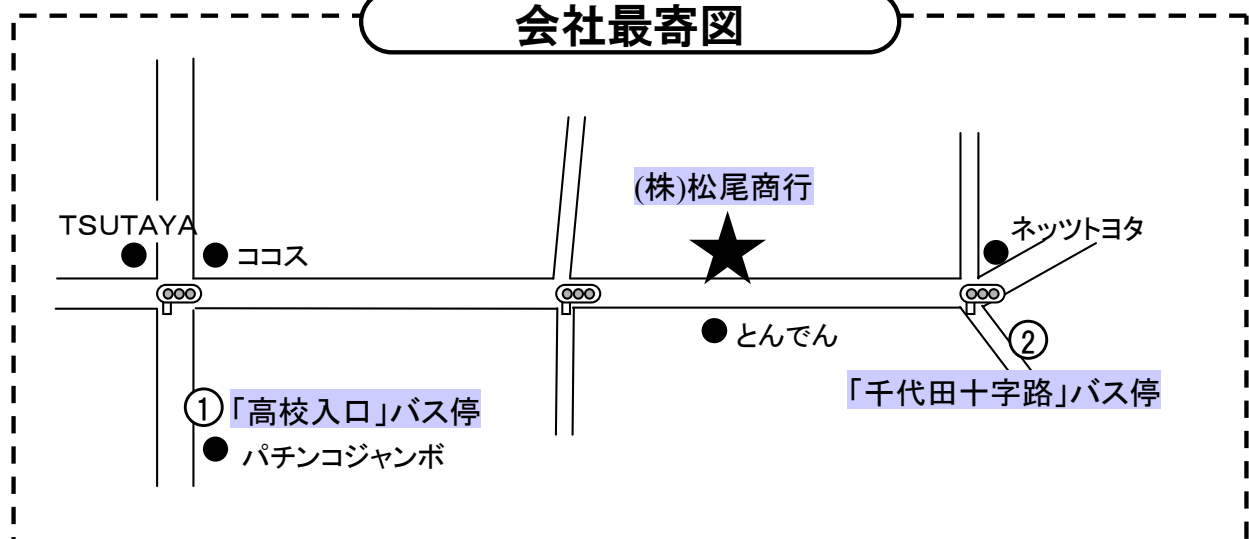 会社最寄図
(株)松尾商行
TSUTAYA
ココス
ネッツトヨタ
とんでん
②
「千代田十字路」バス停
①「高校入口」バス停
パチンコジャンボ